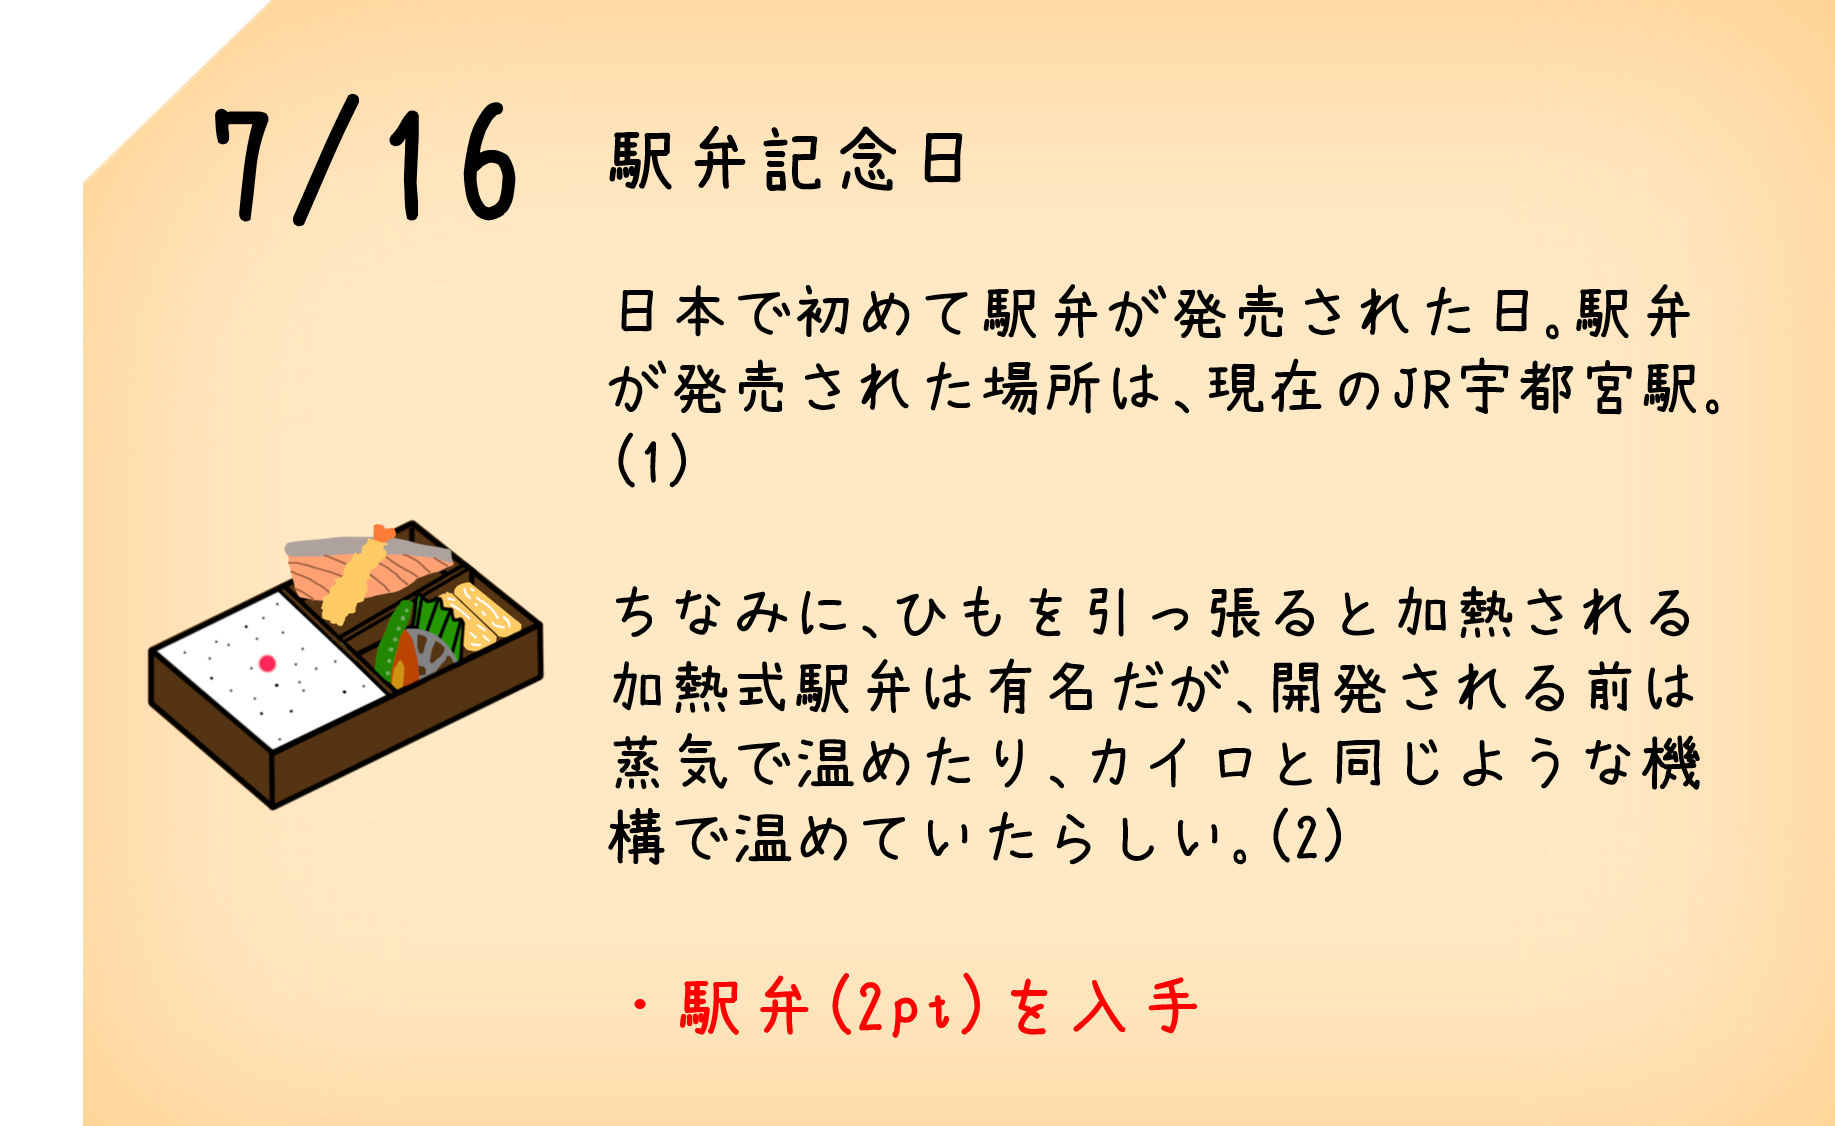 7/16 駅弁記念日
日本で初めて駅弁が発売された日。駅弁
が発売された場所は、現在のJR宇都宮駅。
(1)
ちなみに、ひもを引っ張ると加熱される
加熱式駅弁は有名だが、開発される前は
蒸気で温めたり、カイロと同じような機
構で温めていたらしい。(2)
・駅弁(2pt)を入手